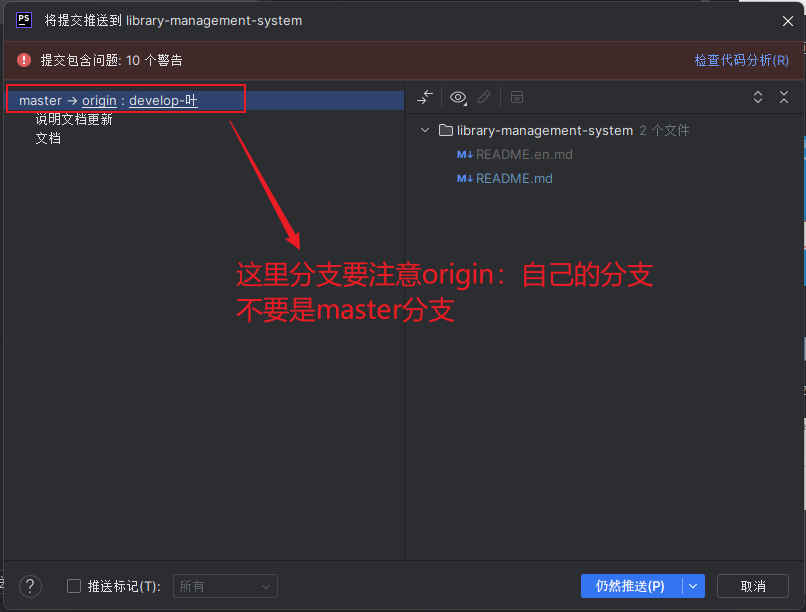 PS
将提交推送到 library-management-system
提交包含问题: 10 个警告
检查代码分析(R)
master → origin : develop-叶
说明文档更新
文档
library-management-system 2 个文件
M↓ README.en.md
M↓ README.md
这里分支要注意origin：自己的分支
不要是master分支
?
推送标记(T):
所有
仍然推送(P)
取消